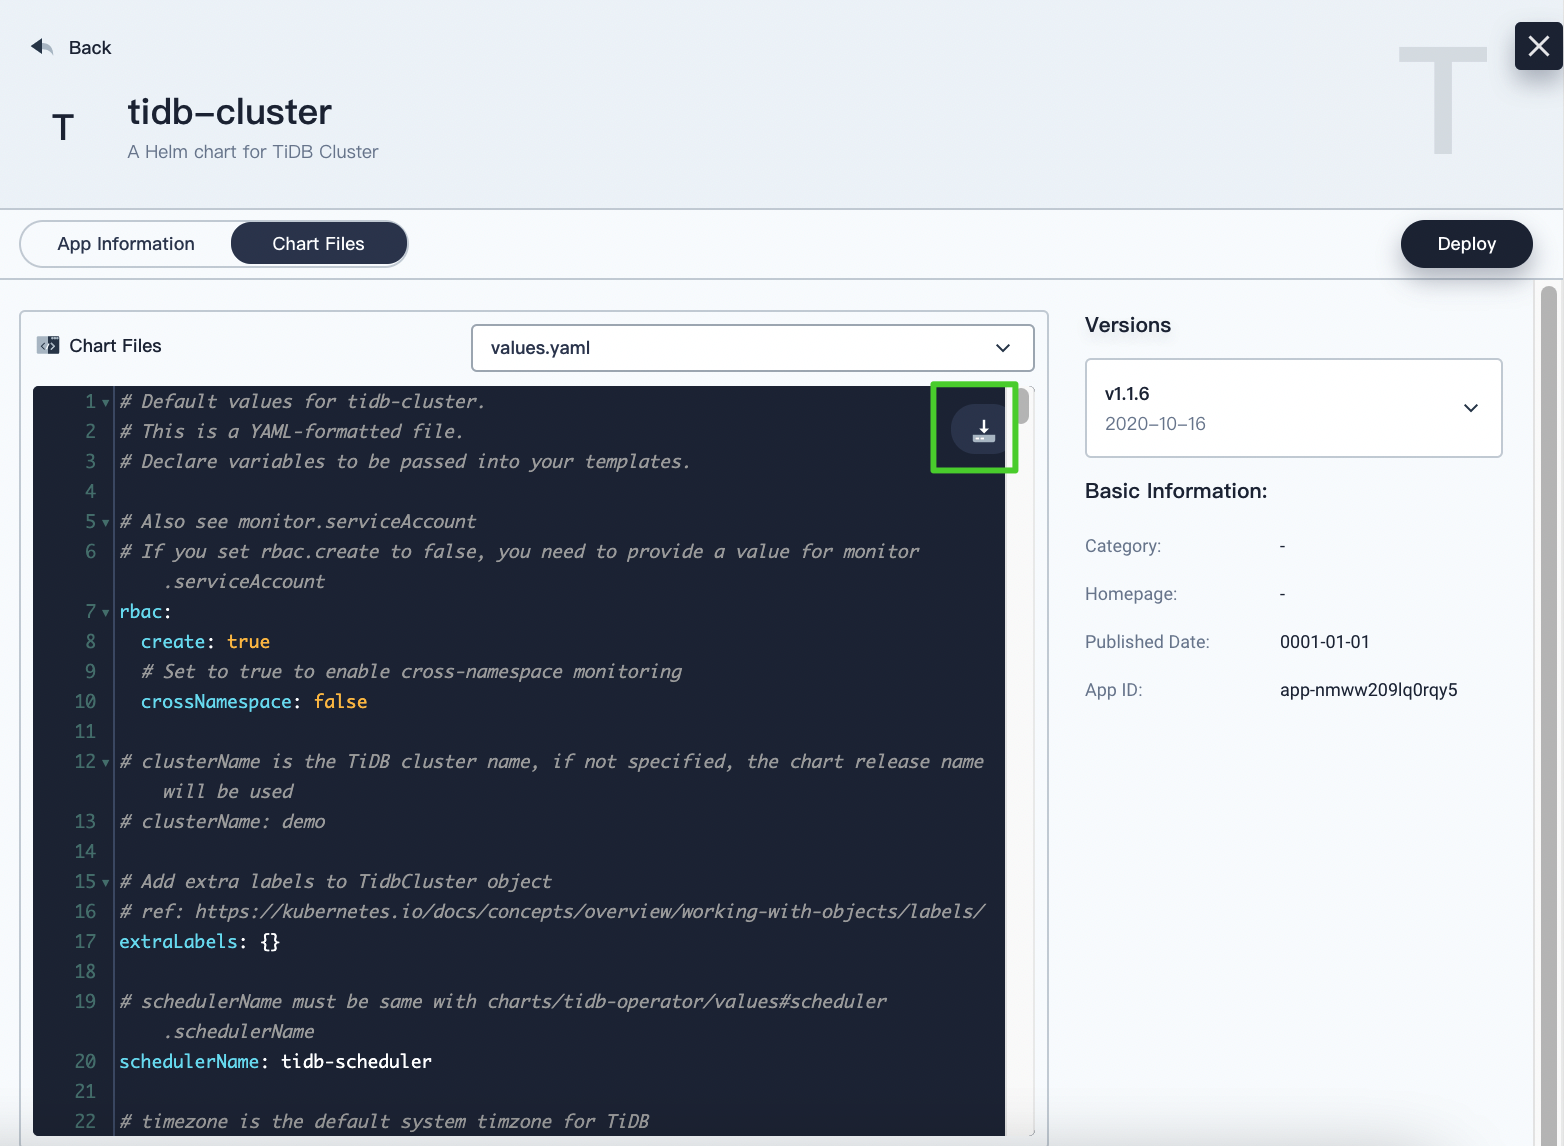 Back
T
T
tidb-cluster
A Helm chart for TiDB Cluster
App Information
Chart Files
Deploy
Chart Files
values.yaml
1 # Default values for tidb-cluster.
2 # This is a YAML-formatted file.
3 # Declare variables to be passed into your templates.
4
5 # Also see monitor.serviceAccount
6 # If you set rbac.create to false, you need to provide a value for monitor
.serviceAccount
7 rbac:
8 create: true
9 # Set to true to enable cross-namespace monitoring
10 crossNamespace: false
11
12 # clusterName is the TiDB cluster name, if not specified, the chart release name
will be used
13 # clusterName: demo
14
15 # Add extra labels to TidbCluster object
16 # ref: https://kubernetes.io/docs/concepts/overview/working-with-objects/labels/
17 extraLabels: {}
18
19 # schedulerName must be same with charts/tidb-operator/values#scheduler
.schedulerName
20 schedulerName: tidb-scheduler
21
22 # timezone is the default system timzone for TiDB
Versions
v1.1.6
2020-10-16
Basic Information:
Category: -
Homepage: -
Published Date: 0001-01-01
App ID: app-nmww209lq0rqy5